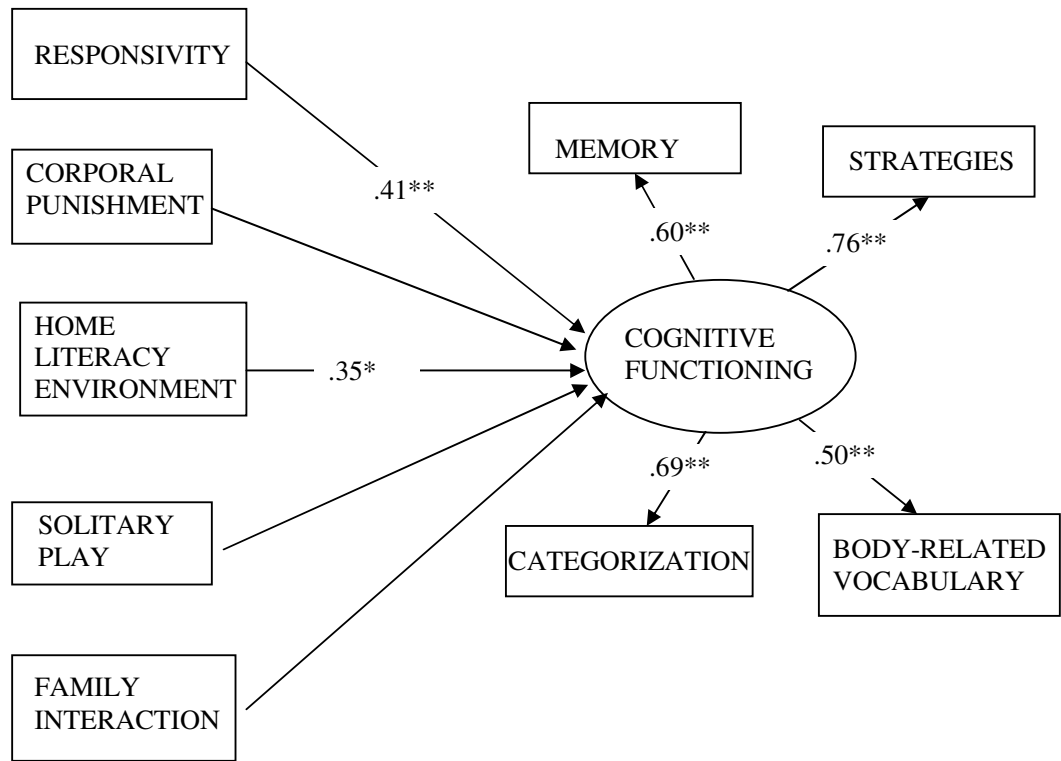 RESPONSIVITY
CORPORAL
PUNISHMENT
HOME
LITERACY
ENVIRONMENT
SOLITARY
PLAY
FAMILY
INTERACTION
.41**
.35*
MEMORY
STRATEGIES
.60**
.76**
COGNITIVE
FUNCTIONING
.69**
.50**
CATEGORIZATION
BODY-RELATED
VOCABULARY